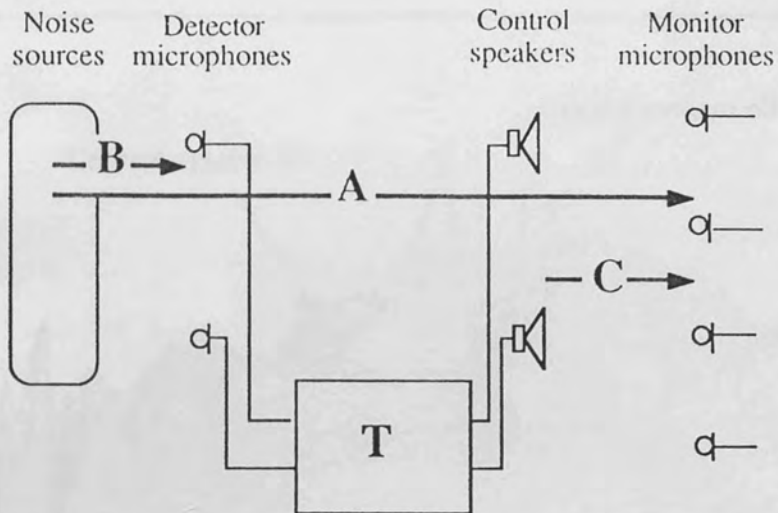 Noise
sources
Detector
microphones
Control
speakers
Monitor
microphones
B
A
C
T